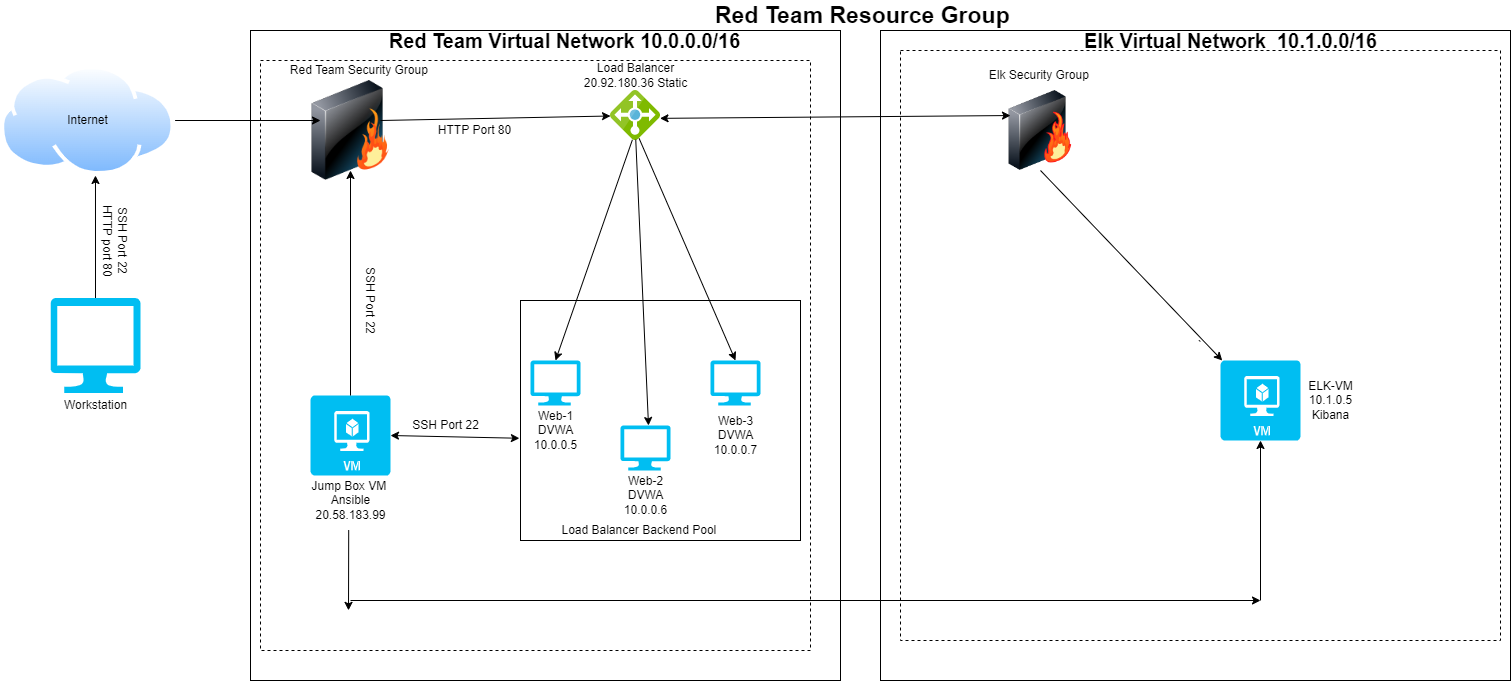 Red Team Resource Group
Red Team Virtual Network 10.0.0.0/16
Elk Virtual Network 10.1.0.0/16
Red Team Security Group
Load Balancer
20.92.180.36 Static
Elk Security Group
Internet
HTTP Port 80
SSH Port 22
HTTP port 80
SSH Port 22
Workstation
SSH Port 22
VM
Jump Box VM
Ansible
20.58.183.99
Web-1
DVWA
10.0.0.5
Web-2
DVWA
10.0.0.6
Web-3
DVWA
10.0.0.7
Load Balancer Backend Pool
VM
ELK-VM
10.1.0.5
Kibana